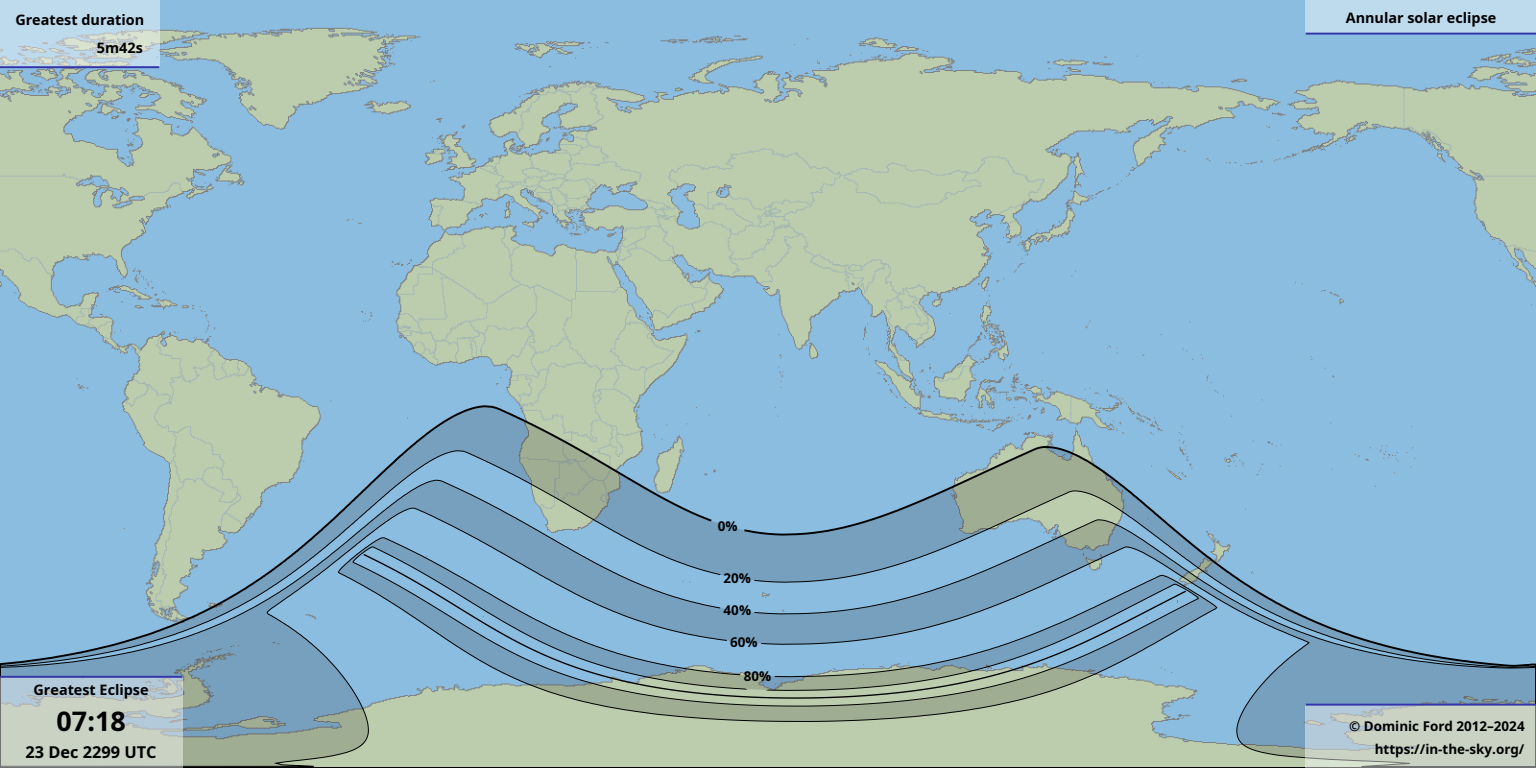 Greatest duration
5m42s
Annular solar eclipse
0%
20%
40%
60%
80%
Greatest Eclipse
07:18
23 Dec 2299 UTC
© Dominic Ford 2012–2024
https://in-the-sky.org/